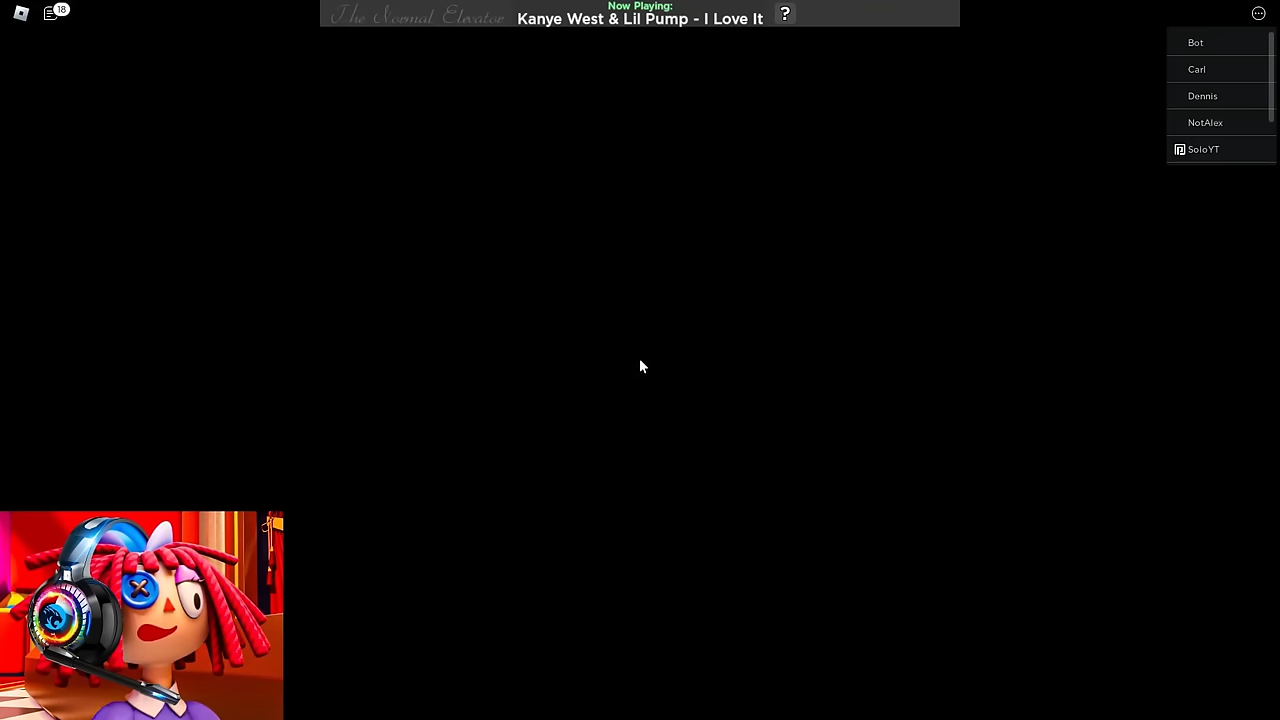 18
The Normal Elevator
Now Playing:
Kanye West & Lil Pump - I Love It
?
Bot
Carl
Dennis
NotAlex
SoloYT